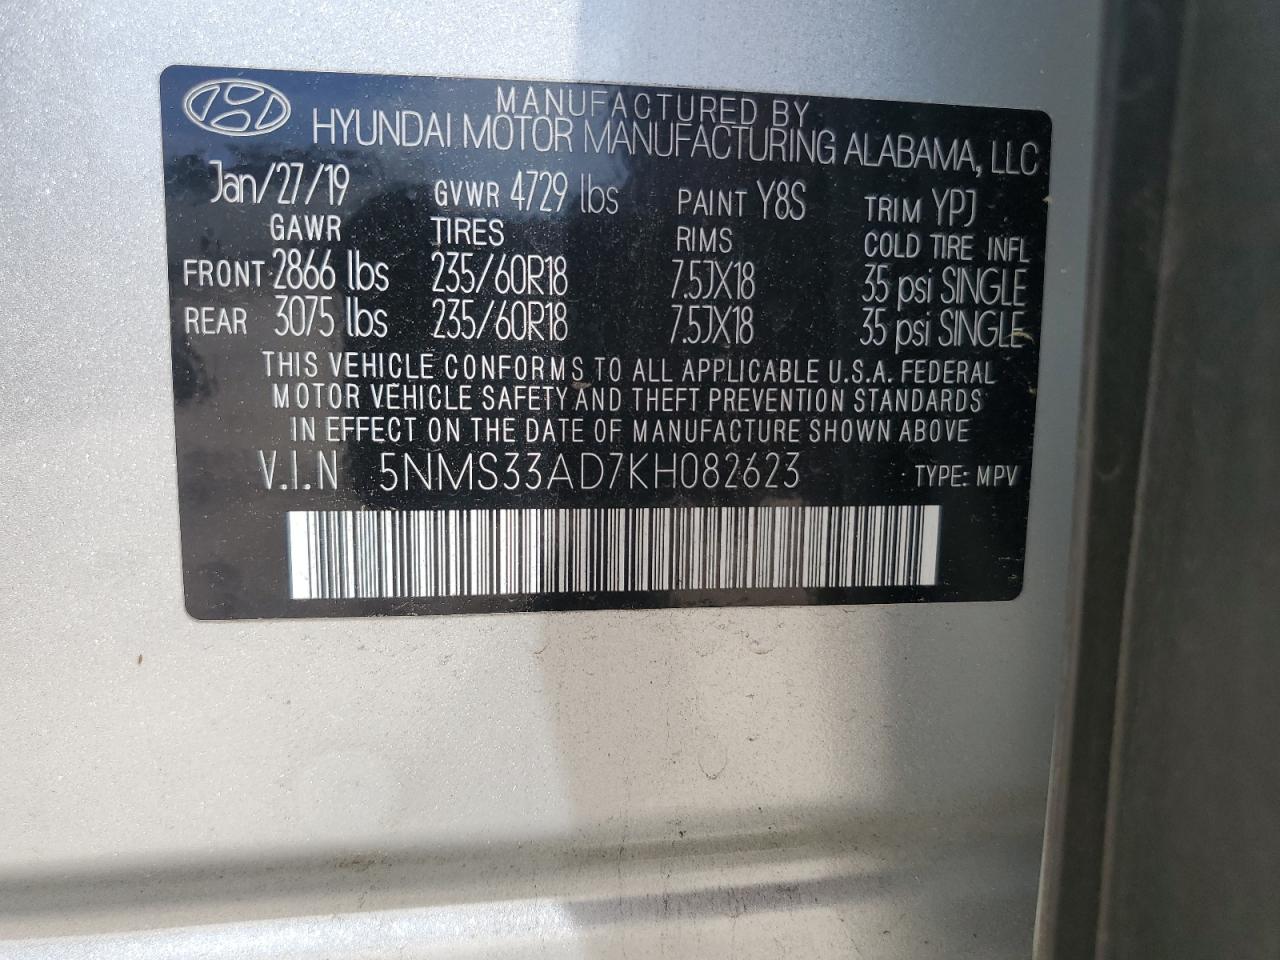 MANUFACTURED BY
HYUNDAI MOTOR MANUFACTURING ALABAMA, LLC
Jan/27/19 GVWR 4729 lbs PAINT Y8S TRIM YPJ
GAWR TIRES RIMS COLD TIRE INFL
FRONT 2866 lbs 235/60R18 7.5JX18 35 psi SINGLE
REAR 3075 lbs 235/60R18 7.5JX18 35 psi SINGLE
THIS VEHICLE CONFORMS TO ALL APPLICABLE U.S.A. FEDERAL
MOTOR VEHICLE SAFETY AND THEFT PREVENTION STANDARDS
IN EFFECT ON THE DATE OF MANUFACTURE SHOWN ABOVE
V.I.N 5NMS33AD7KH082623 TYPE: MPV